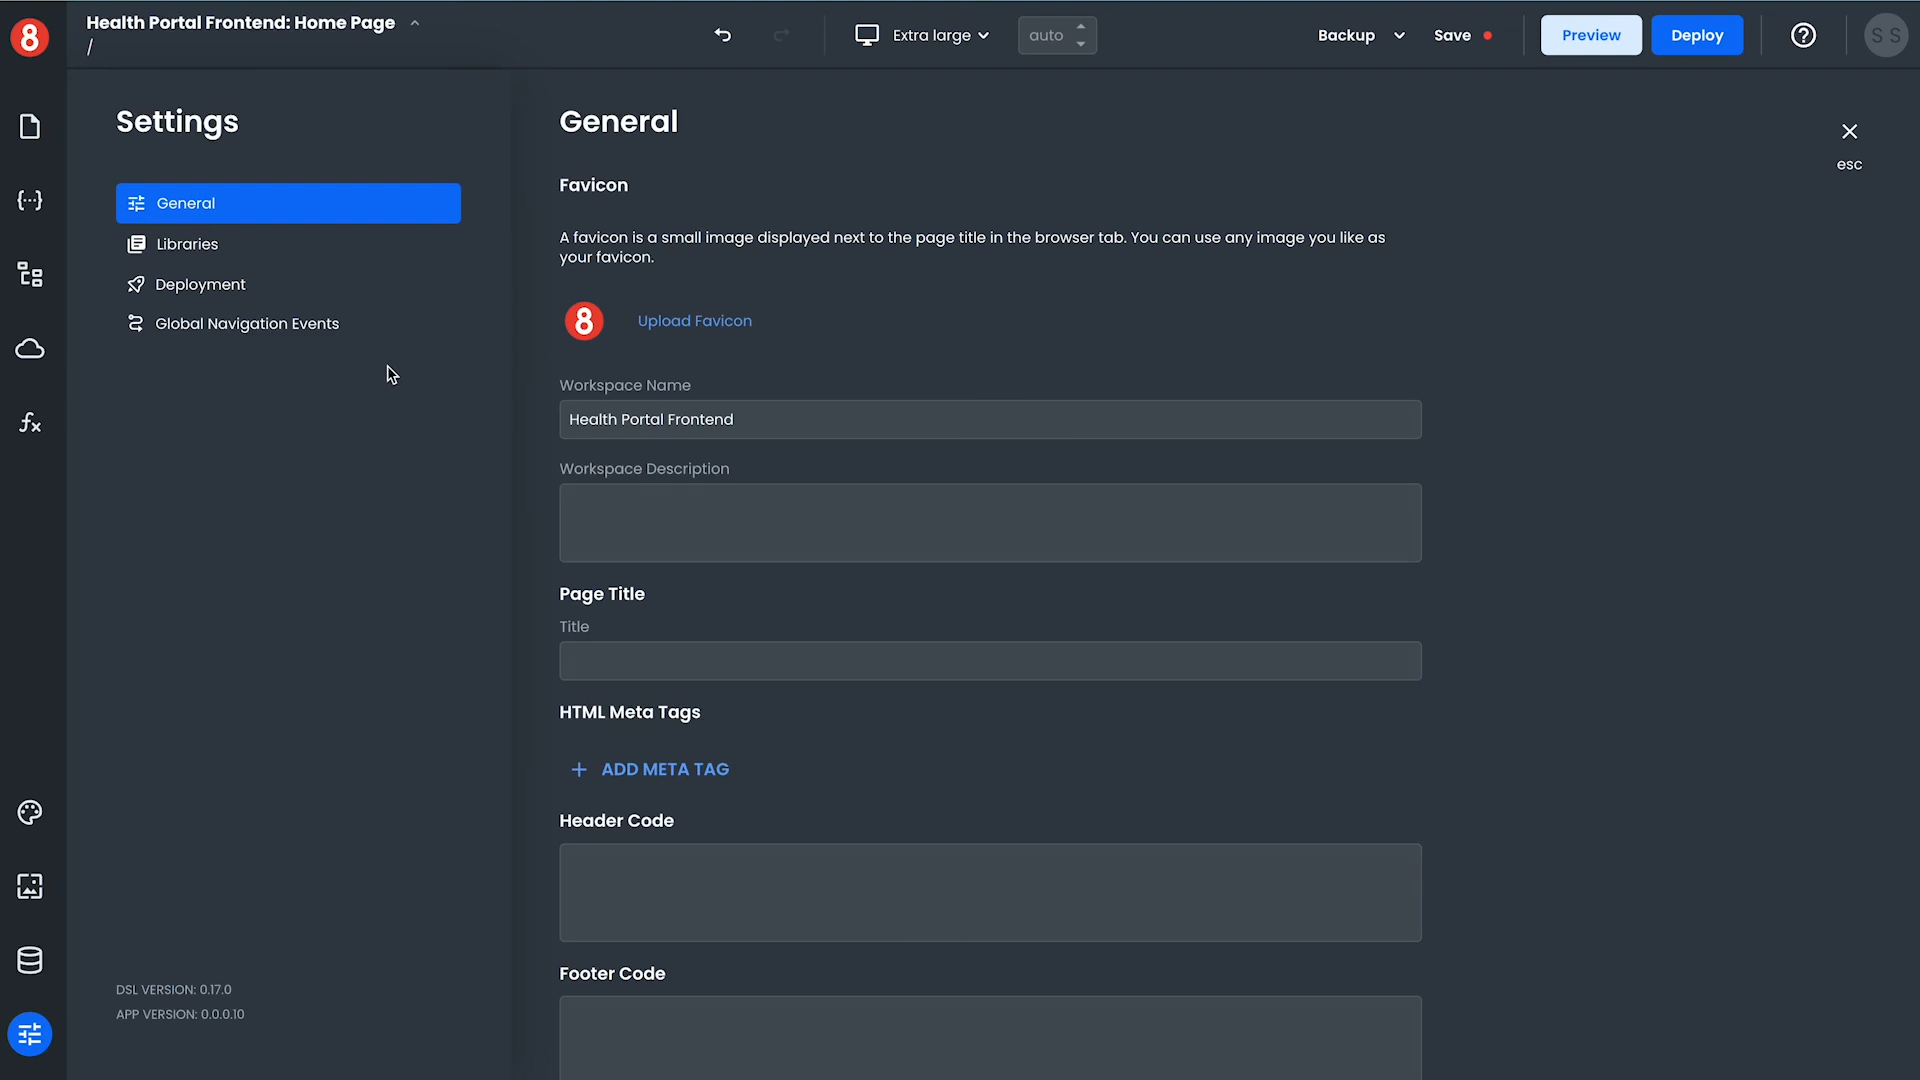 8
Health Portal Frontend: Home Page
/
Extra large
auto
Backup
Save
Preview
Deploy
?
S S
Settings
General
Libraries
Deployment
Global Navigation Events
DSL VERSION: 0.17.0
APP VERSION: 0.0.0.10
General
esc
Favicon
A favicon is a small image displayed next to the page title in the browser tab. You can use any image you like as
your favicon.
8
Upload Favicon
Workspace Name
Health Portal Frontend
Workspace Description
Page Title
Title
HTML Meta Tags
+ ADD META TAG
Header Code
Footer Code